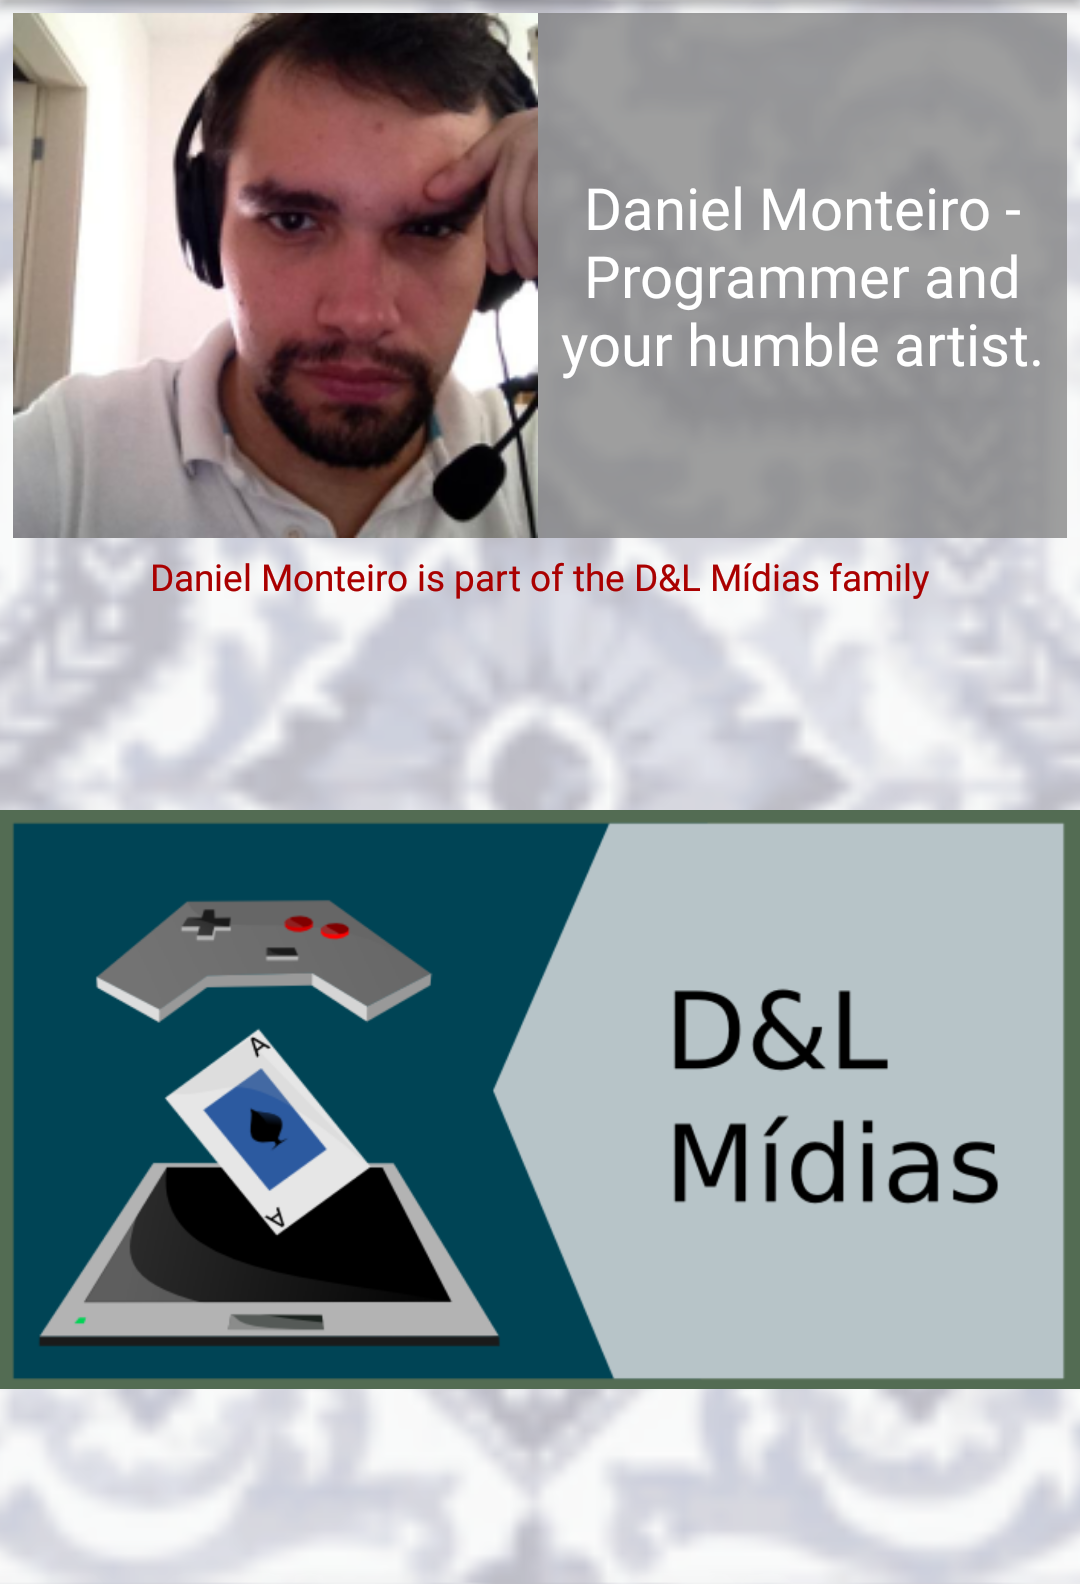 Daniel Monteiro -
Programmer and
your humble artist.
Daniel Monteiro is part of the D&L Mídias family
A
A
D&L
Mídias